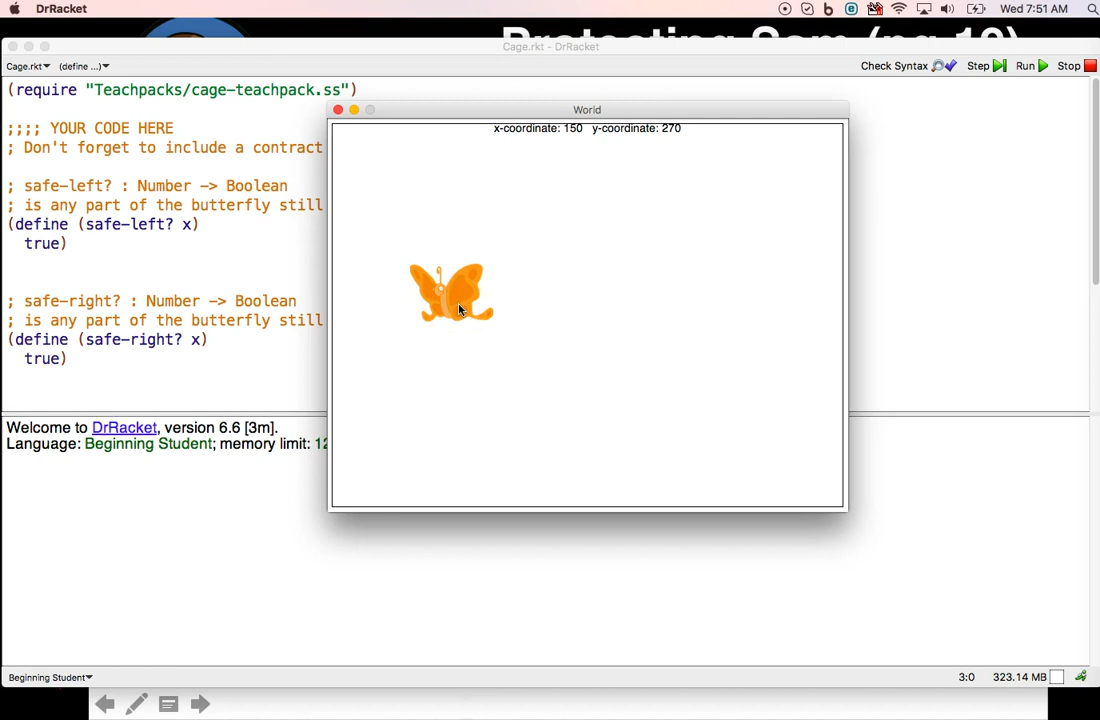 DrRacket
Wed 7:51 AM
Protecting Sam (pg 10)
Cage.rkt - DrRacket
Cage.rkt▾ (define ...)▾
Check Syntax Step Run Stop
(require "Teachpacks/cage-teachpack.ss")
World
x-coordinate: 150 y-coordinate: 270
;;;; YOUR CODE HERE
; Don't forget to include a contract
; safe-left? : Number -> Boolean
; is any part of the butterfly still
(define (safe-left? x)
true)
; safe-right? : Number -> Boolean
; is any part of the butterfly still
(define (safe-right? x)
true)
Welcome to DrRacket, version 6.6 [3m].
Language: Beginning Student; memory limit: 12
Beginning Student▾
3:0 323.14 MB